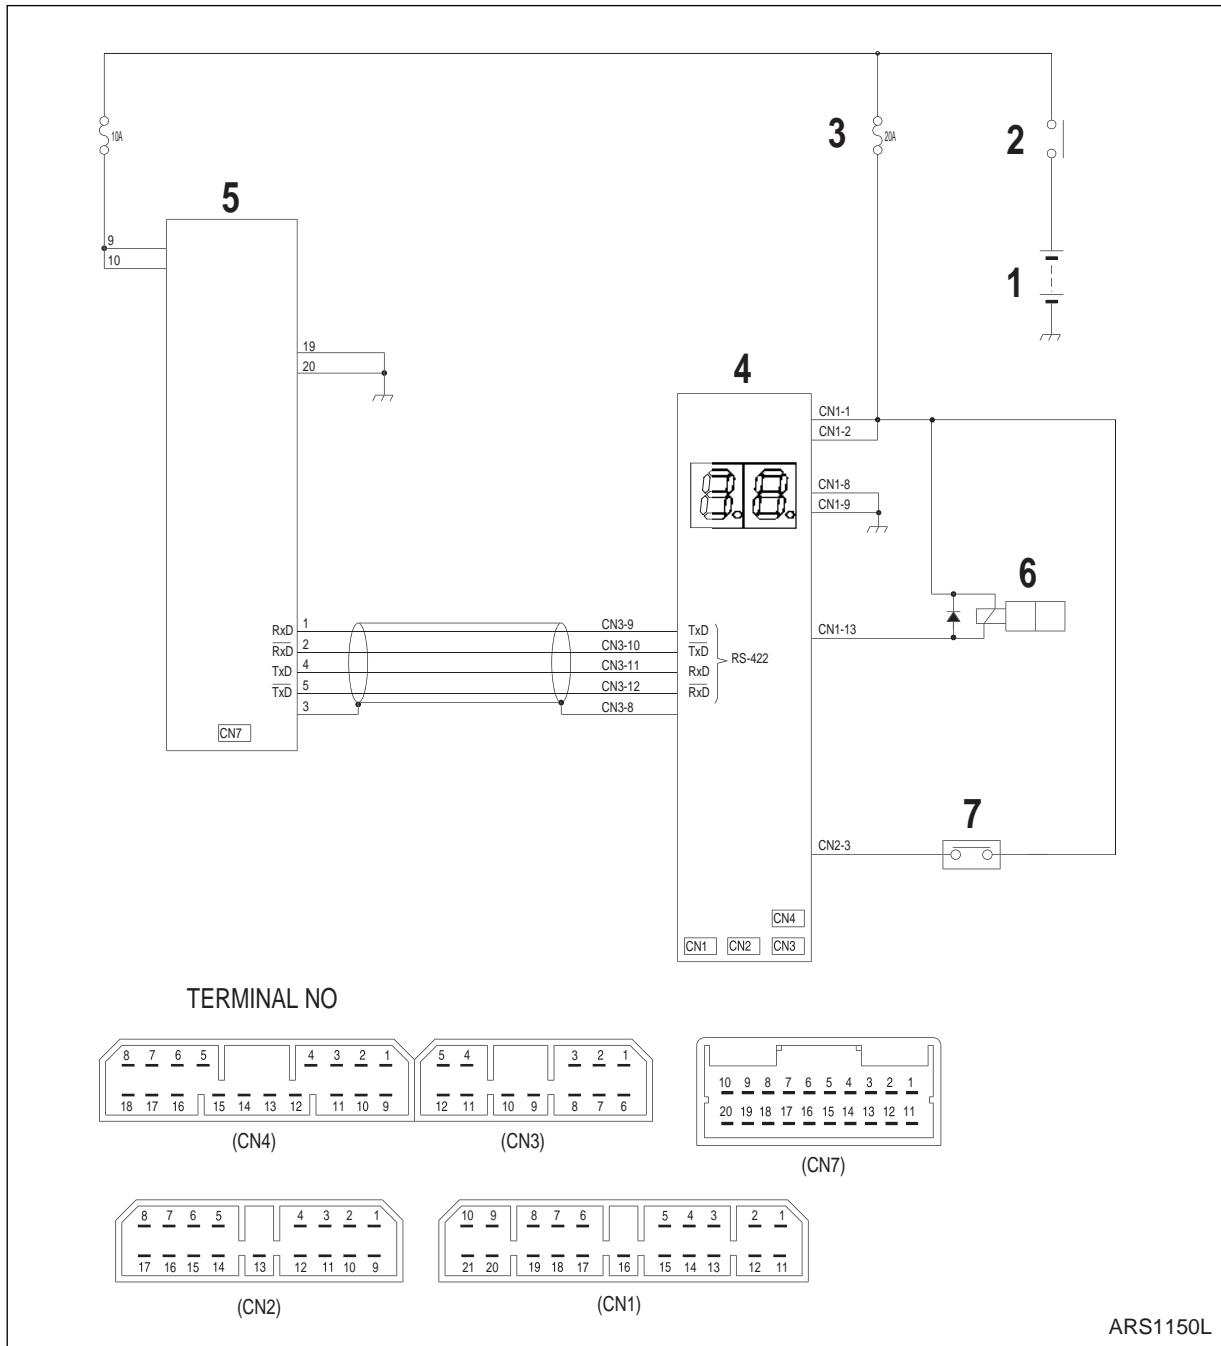 3
10A
20A
2
5
9
10
1
19
20
4
CN1-1
CN1-2
CN1-8
CN1-9
6
RxD 1 CN3-9 TxD
R̅x̅D̅ 2 CN3-10 T̅x̅D̅
TxD 4 CN3-11 RxD
T̅x̅D̅ 5 CN3-12 R̅x̅D̅
3 CN3-8
RS-422
CN1-13
CN7
7
CN2-3
CN4
CN1 CN2 CN3
TERMINAL NO
8 7 6 5 4 3 2 1
18 17 16 15 14 13 12 11 10 9
(CN4)
5 4 3 2 1
12 11 10 9 8 7 6
(CN3)
10 9 8 7 6 5 4 3 2 1
20 19 18 17 16 15 14 13 12 11
(CN7)
8 7 6 5 4 3 2 1
17 16 15 14 13 12 11 10 9
(CN2)
10 9 8 7 6 5 4 3 2 1
21 20 19 18 17 16 15 14 13 12 11
(CN1)
ARS1150L